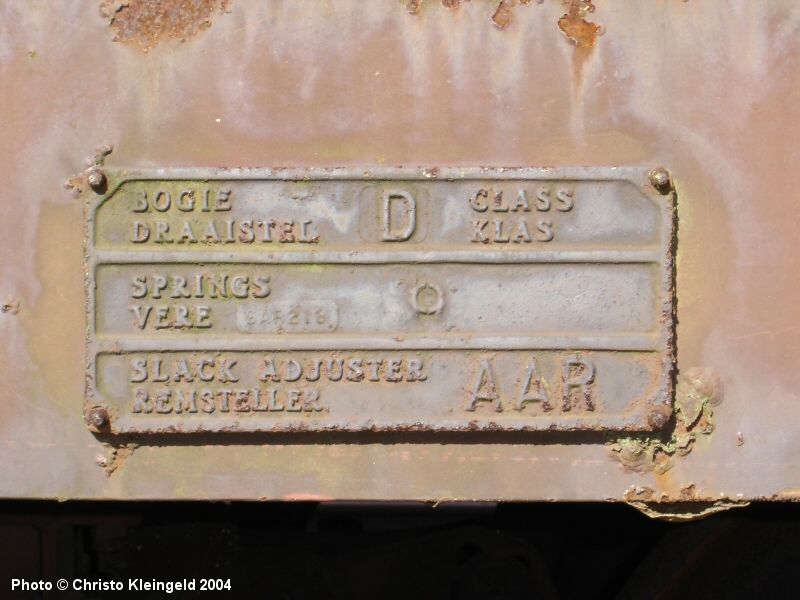 BOGIE D CLASS
DRAAISTEL KLAS
SPRINGS
VERE
SLACK ADJUSTER AAR
REMSTELLER
Photo © Christo Kleingeld 2004